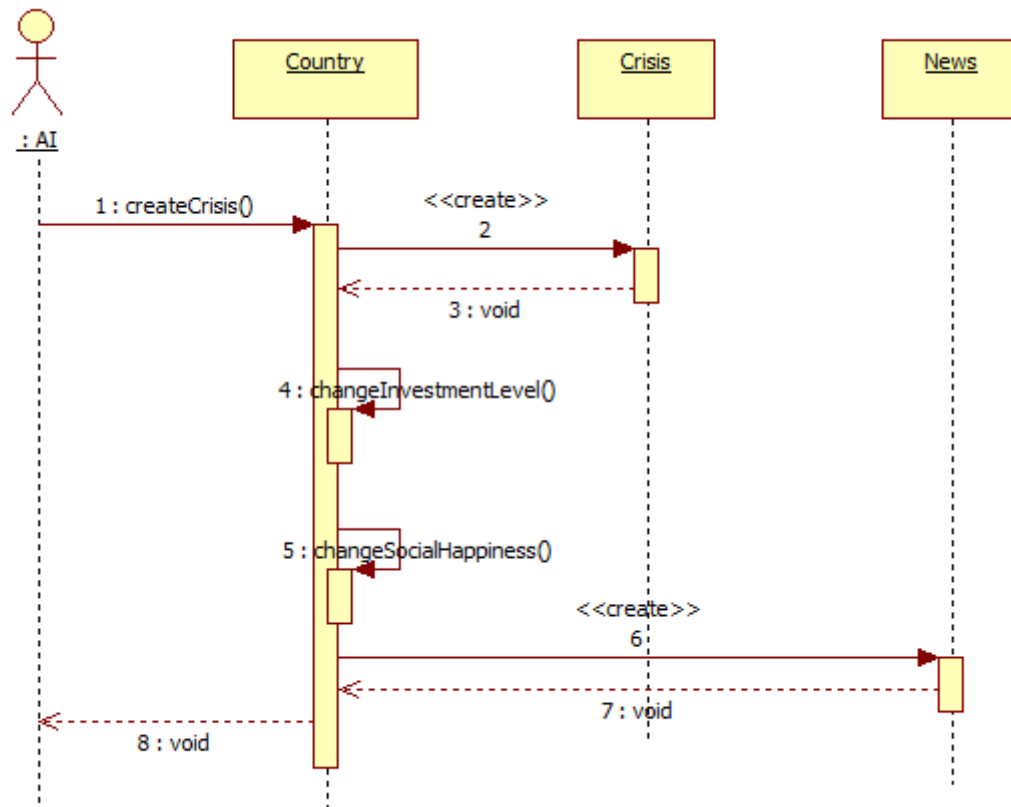 Country
Crisis
News
: AI
1 : createCrisis()
<<create>>
2
3 : void
4 : changeInvestmentLevel()
5 : changeSocialHappiness()
<<create>>
6
7 : void
8 : void